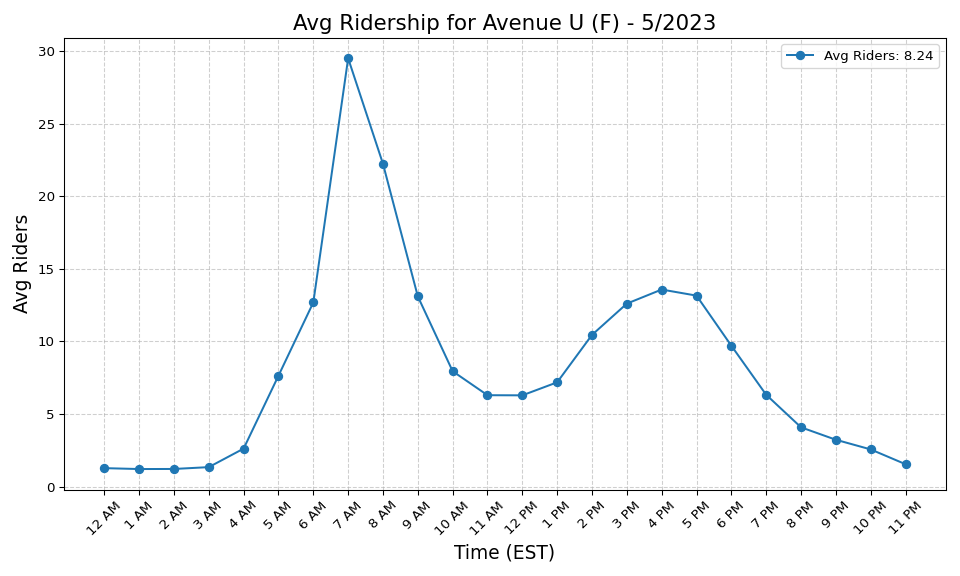 Avg Ridership for Avenue U (F) - 5/2023
Avg Riders: 8.24
Avg Riders
30
25
20
15
10
5
0
12 AM
1 AM
2 AM
3 AM
4 AM
5 AM
6 AM
7 AM
8 AM
9 AM
10 AM
11 AM
12 PM
1 PM
2 PM
3 PM
4 PM
5 PM
6 PM
7 PM
8 PM
9 PM
10 PM
11 PM
Time (EST)